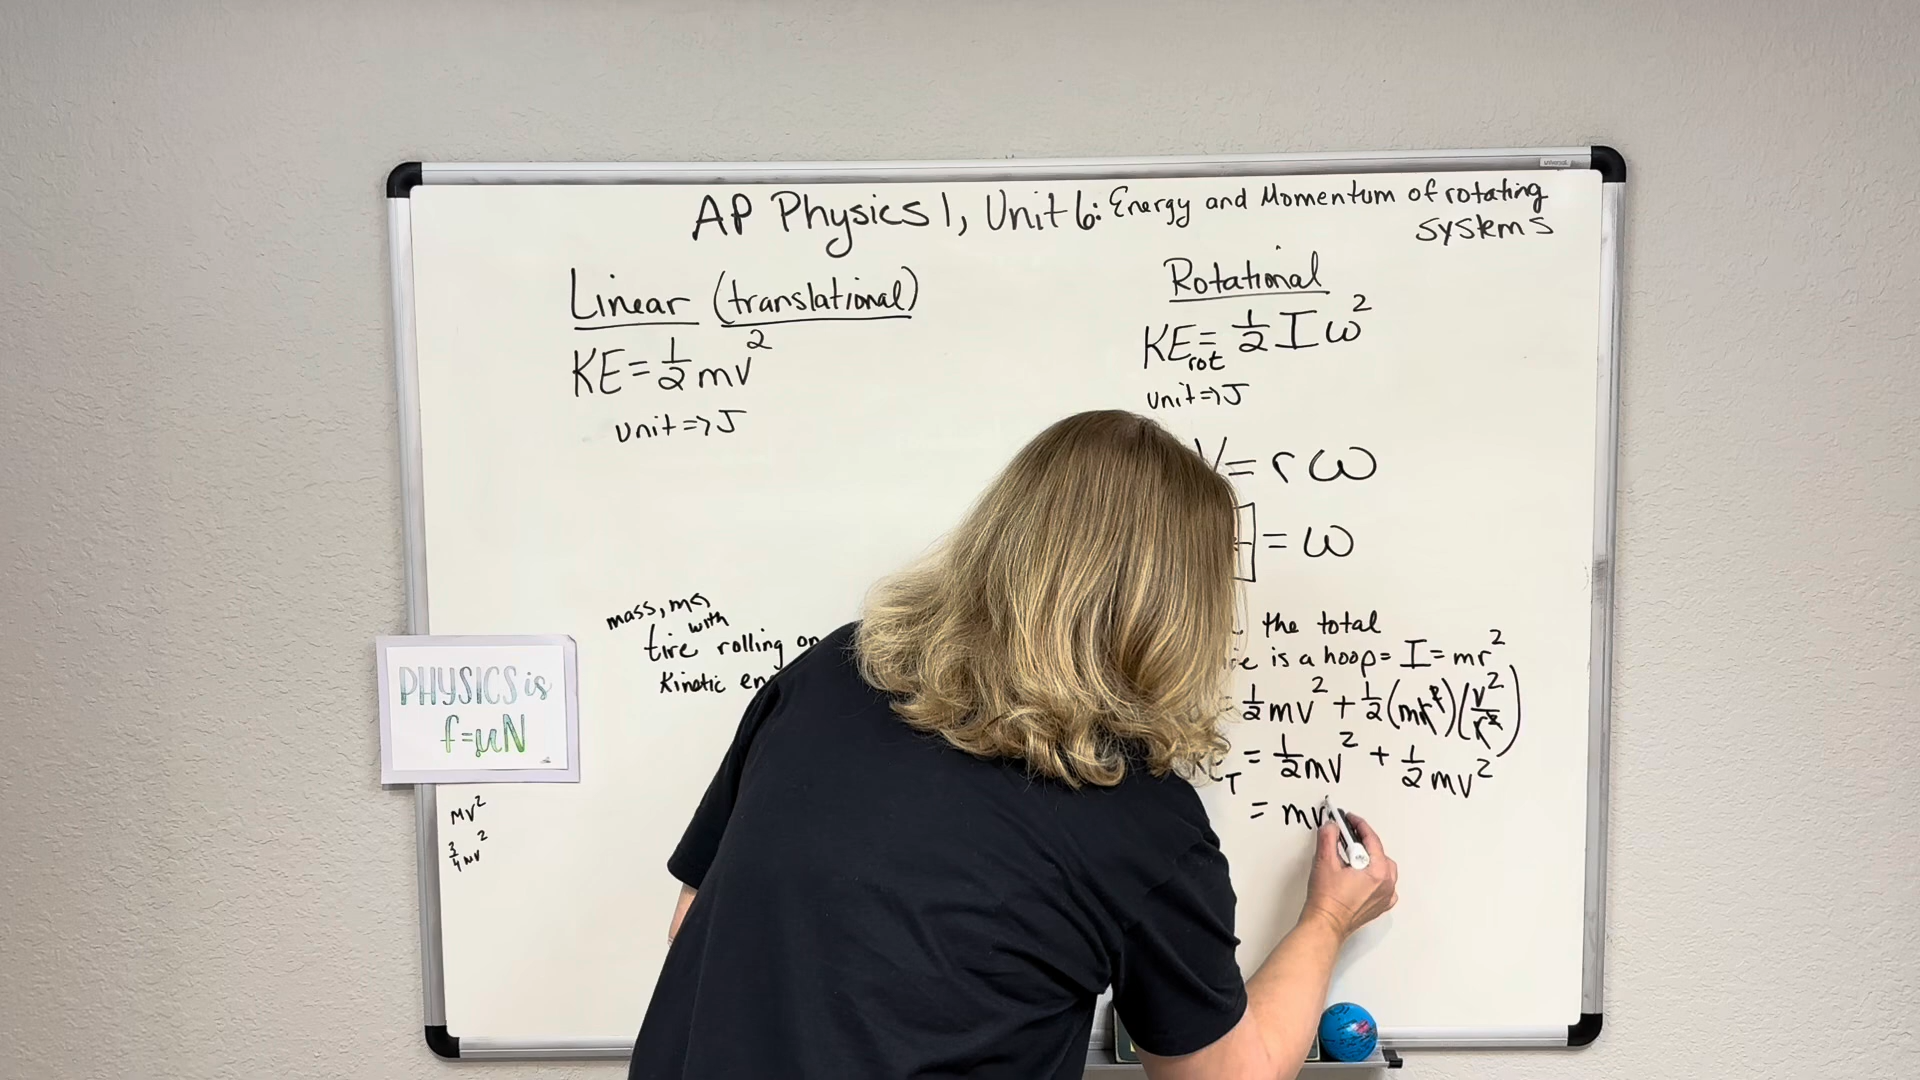 universal
AP Physics 1, Unit 6: Energy and Momentum of rotating
systems
Linear (translational)
KE = 1/2 mv²
unit => J
Rotational
KE_rot = 1/2 I ω²
unit => J
V = r ω
= ω
mass, m
with
tire rolling on
Kinetic en
the total
is a hoop = I = mr²
= 1/2 mv² + 1/2 (mr²)(v²/r²)
KE_T = 1/2 mv² + 1/2 mv²
= mv
PHYSICS is
f=μN
MV²
3/4 mv²